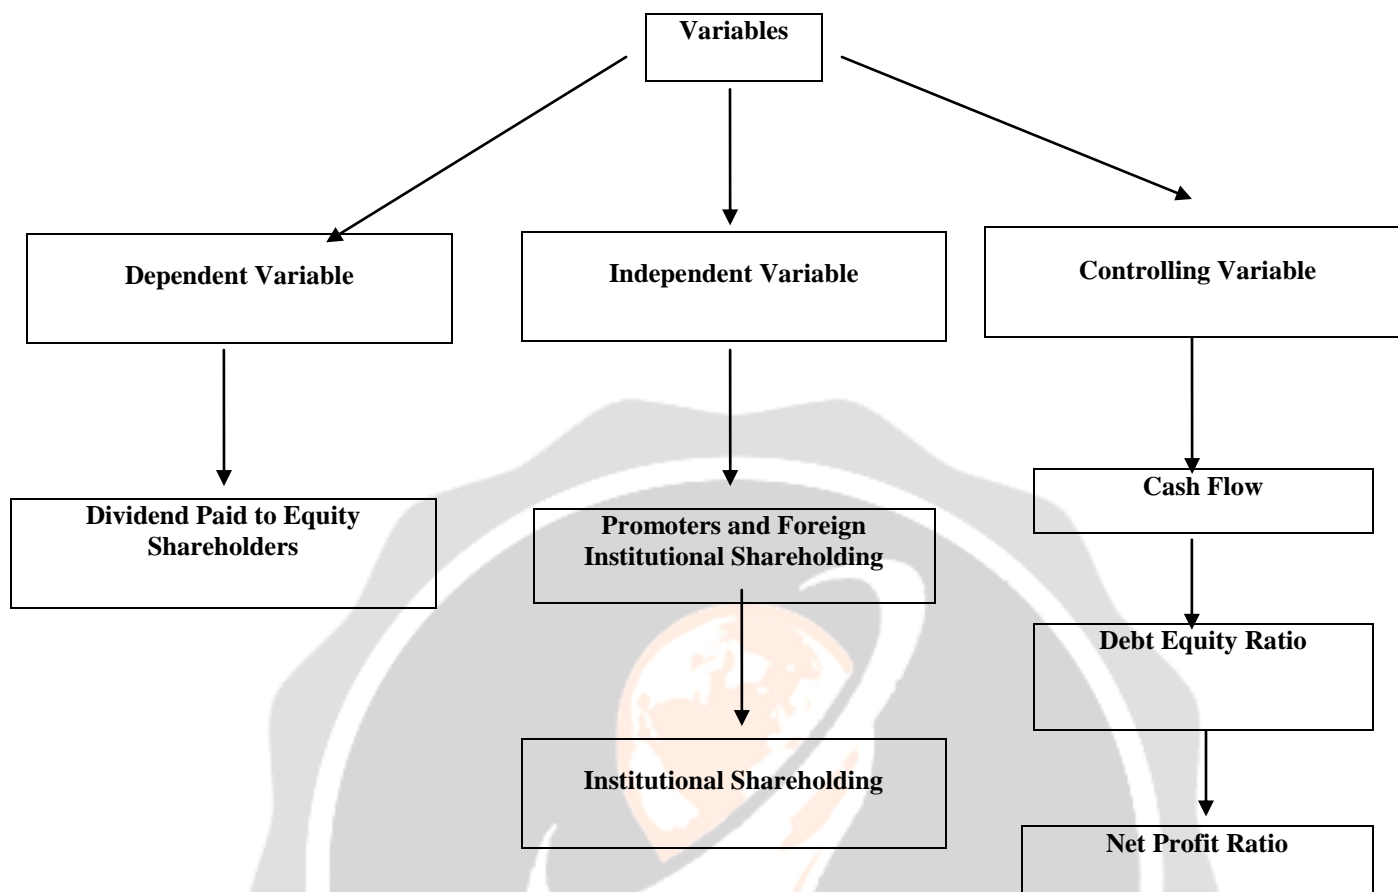 Variables
Dependent Variable
Independent Variable
Controlling Variable
Dividend Paid to Equity
Shareholders
Promoters and Foreign
Institutional Shareholding
Institutional Shareholding
Cash Flow
Debt Equity Ratio
Net Profit Ratio